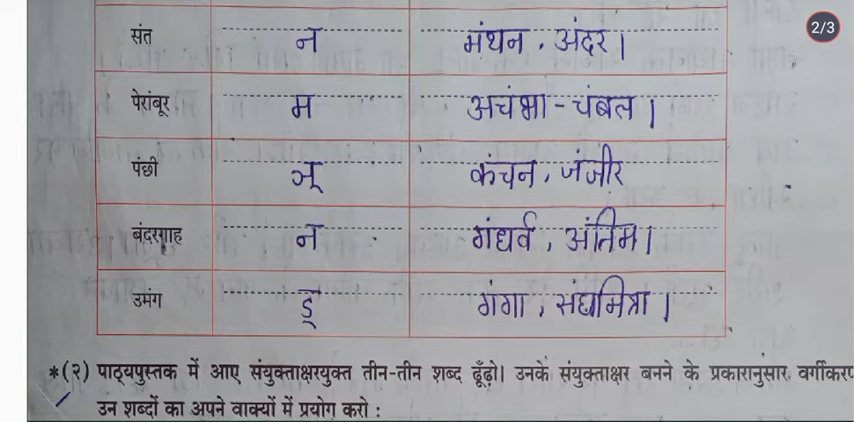 2/3
संत न मंथन, अंदर।
पेरांबूर म अचंभा - चंबल।
पंछी ञ् कंचन, जंजीर
बंदरगाह न गंधर्व, अंतिम।
उमंग ङ् गंगा, संघमित्रा।
*(२) पाठ्यपुस्तक में आए संयुक्ताक्षरयुक्त तीन-तीन शब्द ढूँढ़ो। उनके संयुक्ताक्षर बनने के प्रकारानुसार वर्गीकरण
उन शब्दों का अपने वाक्यों में प्रयोग करो :